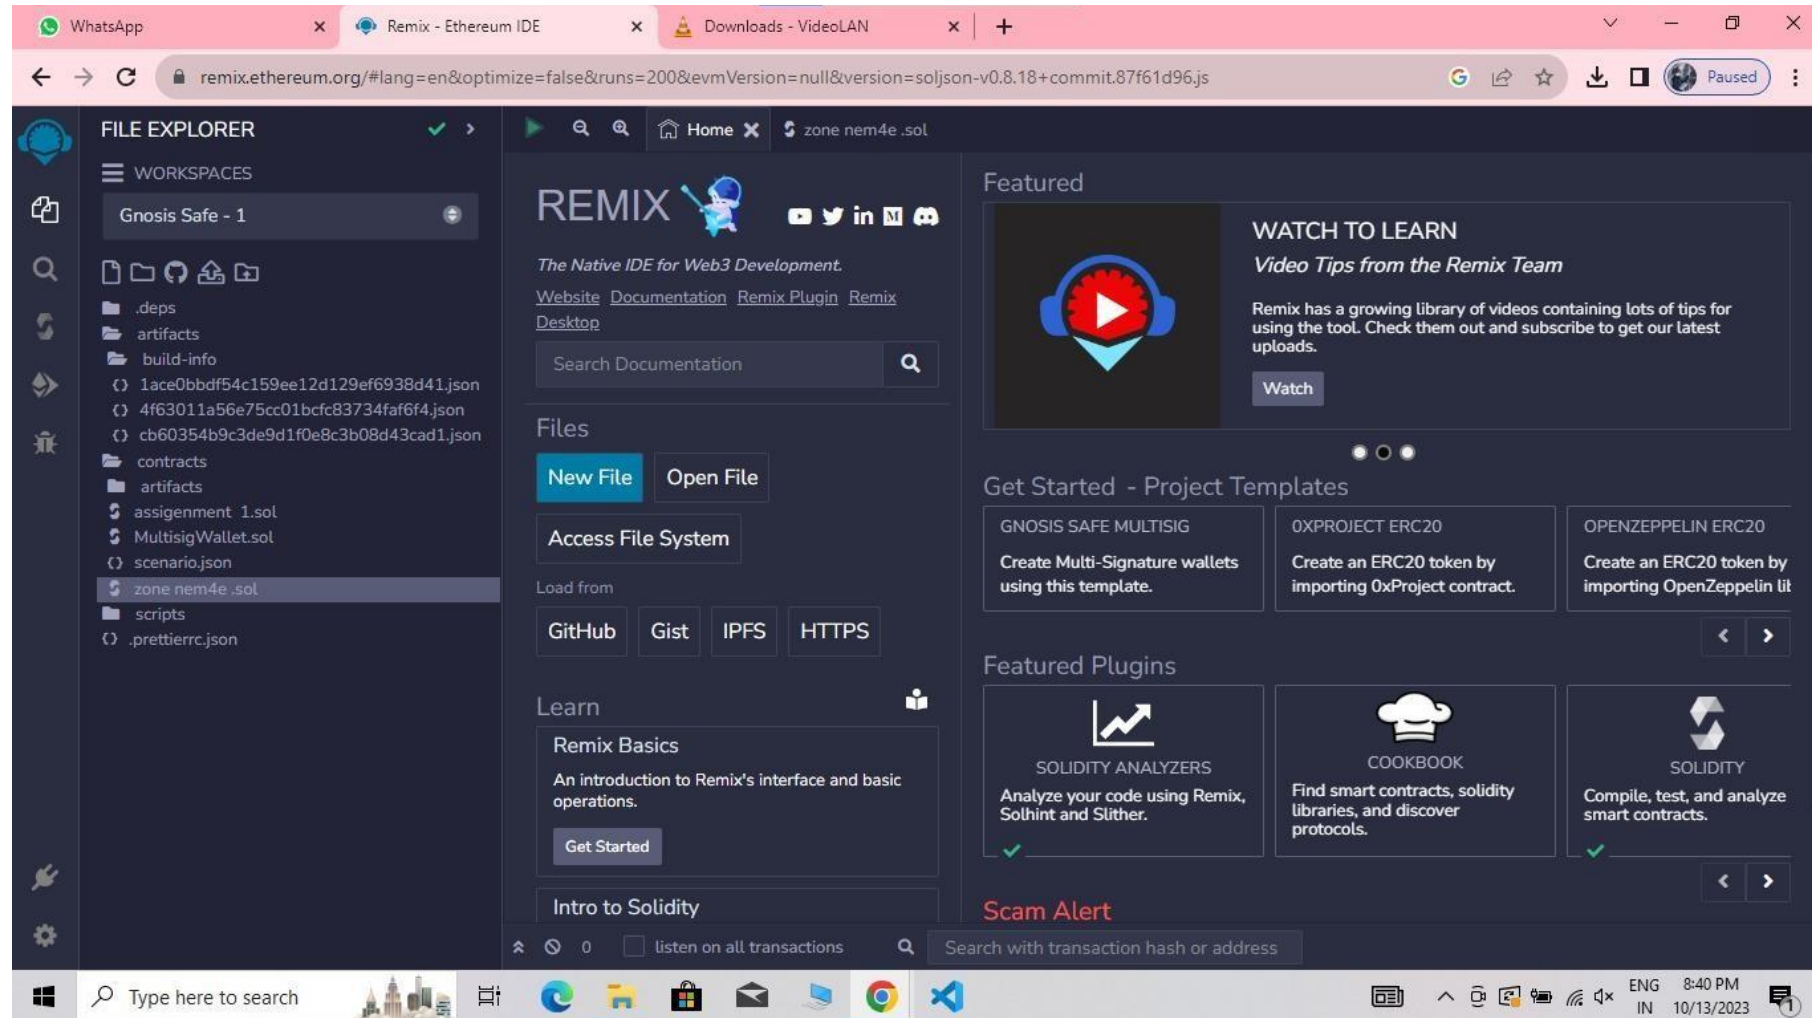 WhatsApp
Remix - Ethereum IDE
Downloads - VideoLAN
remix.ethereum.org/#lang=en&optimize=false&runs=200&evmVersion=null&version=soljson-v0.8.18+commit.87f61d96.js
Paused
FILE EXPLORER
WORKSPACES
Gnosis Safe - 1
.deps
artifacts
build-info
1ace0bbdf54c159ee12d129ef6938d41.json
4f63011a56e75cc01bcfc83734faf6f4.json
cb60354b9c3de9d1f0e8c3b08d43cad1.json
contracts
artifacts
assigenment 1.sol
MultisigWallet.sol
scenario.json
zone nem4e .sol
scripts
.prettierrc.json
Home
zone nem4e .sol
REMIX
The Native IDE for Web3 Development.
Website Documentation Remix Plugin Remix
Desktop
Search Documentation
Files
New File
Open File
Access File System
Load from
GitHub
Gist
IPFS
HTTPS
Learn
Remix Basics
An introduction to Remix's interface and basic
operations.
Get Started
Intro to Solidity
Featured
WATCH TO LEARN
Video Tips from the Remix Team
Remix has a growing library of videos containing lots of tips for
using the tool. Check them out and subscribe to get our latest
uploads.
Watch
Get Started - Project Templates
GNOSIS SAFE MULTISIG
Create Multi-Signature wallets
using this template.
0XPROJECT ERC20
Create an ERC20 token by
importing 0xProject contract.
OPENZEPPELIN ERC20
Create an ERC20 token by
importing OpenZeppelin lib
Featured Plugins
SOLIDITY ANALYZERS
Analyze your code using Remix,
Solhint and Slither.
COOKBOOK
Find smart contracts, solidity
libraries, and discover
protocols.
SOLIDITY
Compile, test, and analyze
smart contracts.
Scam Alert
0
listen on all transactions
Search with transaction hash or address
Type here to search
ENG
IN
8:40 PM
10/13/2023
1